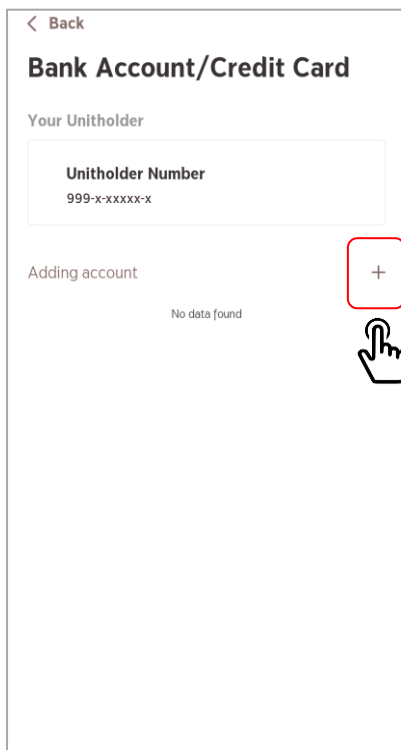 Back
Bank Account/Credit Card
Your Unitholder
Unitholder Number
999-x-xxxxx-x
Adding account +
No data found